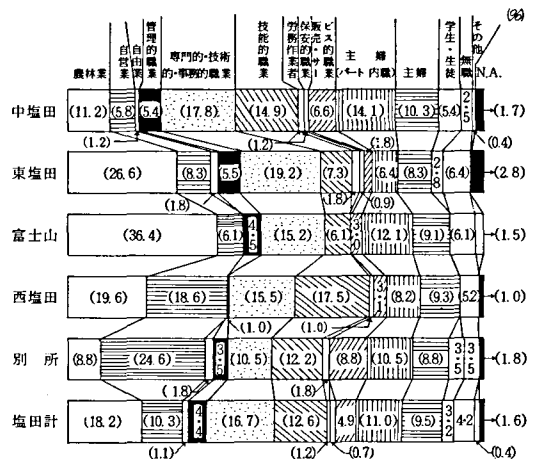 (%)
農林業
自営業
自由業
管理的職業
専門的・技術的・事務的職業
技能的職業
労務作業者
保安的職業
販売・サービス的職業
主婦(パート内職)
主婦
学生・生徒
無職
その他
N.A.
中塩田 (11.2) (5.8) (5.4) (17.8) (14.9) (6.6) (14.1) (10.3) (5.4) 2・5 (1.7)
(1.2) (1.2) (1.8) (0.4)
東塩田 (26.6) (8.3) (5.5) (19.2) (7.3) (6.4) (8.3) 2・8 (6.4) (2.8)
(1.8) (1.8) (0.9)
富士山 (36.4) (6.1) 4・5 (15.2) (6.1) 3・0 (12.1) (9.1) (6.1) (1.5)
西塩田 (19.6) (18.6) (15.5) (17.5) 3・1 (8.2) (9.3) (5.2) (1.0)
(1.0) (1.0)
別所 (8.8) (24.6) 3・5 (10.5) (12.2) (8.8) (10.5) (8.8) 3・5 3・5 (1.8)
(1.8) (1.8)
塩田計 (18.2) (10.3) 4・4 (16.7) (12.6) 4.9 (11.0) (9.5) 3・2 4・2 (1.6)
(1.1) (1.2) (0.7) (0.4)